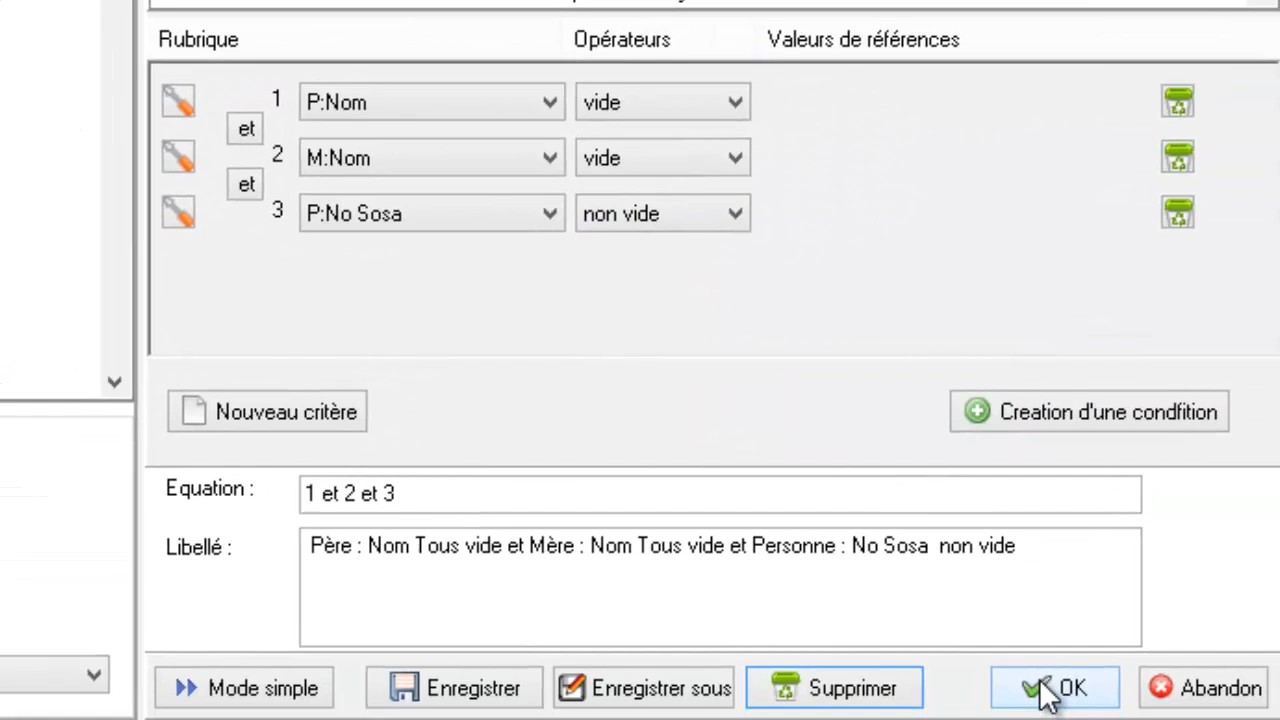 Rubrique Opérateurs Valeurs de références
1 P:Nom vide
et
2 M:Nom vide
et
3 P:No Sosa non vide
Nouveau critère Creation d'une condfition
Equation : 1 et 2 et 3
Libellé : Père : Nom Tous vide et Mère : Nom Tous vide et Personne : No Sosa non vide
Mode simple Enregistrer Enregistrer sous Supprimer OK Abandon